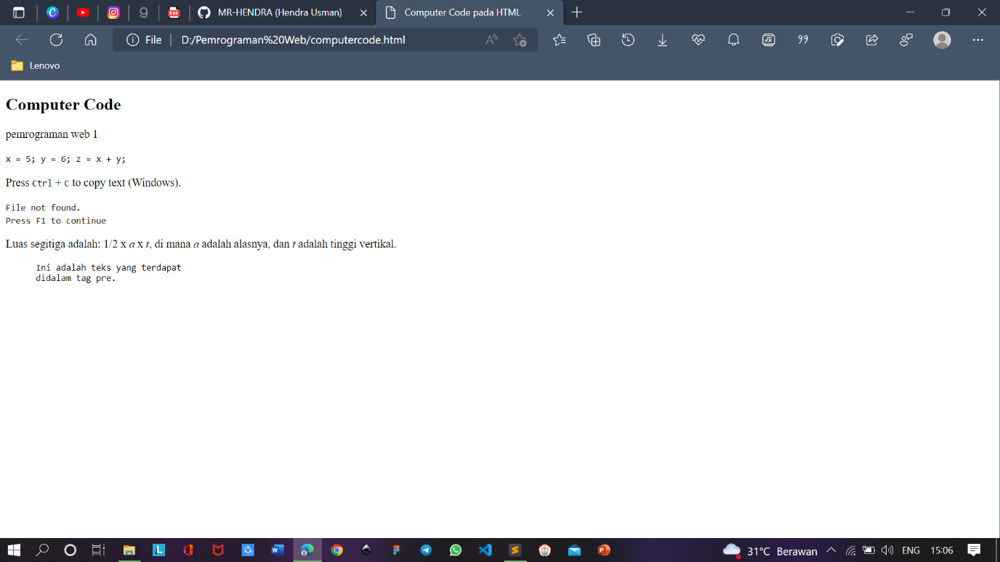 MR-HENDRA (Hendra Usman)
Computer Code pada HTML
File
D:/Pemrograman%20Web/computercode.html
Lenovo
Computer Code
pemrograman web 1
x = 5; y = 6; z = x + y;
Press Ctrl + C to copy text (Windows).
File not found.
Press F1 to continue
Luas segitiga adalah: 1/2 x a x t, di mana a adalah alasnya, dan t adalah tinggi vertikal.
Ini adalah teks yang terdapat
didalam tag pre.
31°C Berawan
ENG
15:06